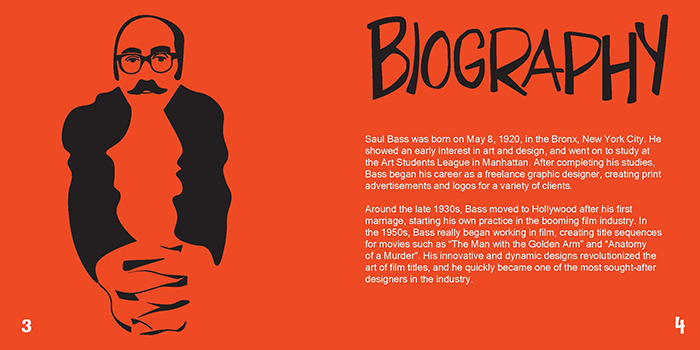 BIOGRAPHY
Saul Bass was born on May 8, 1920, in the Bronx, New York City. He
showed an early interest in art and design, and went on to study at
the Art Students League in Manhattan. After completing his studies,
Bass began his career as a freelance graphic designer, creating print
advertisements and logos for a variety of clients.
Around the late 1930s, Bass moved to Hollywood after his first
marriage, starting his own practice in the booming film industry. In
the 1950s, Bass really began working in film, creating title sequences
for movies such as “The Man with the Golden Arm” and “Anatomy
of a Murder”. His innovative and dynamic designs revolutionized the
art of film titles, and he quickly became one of the most sought-after
designers in the industry.
3
4